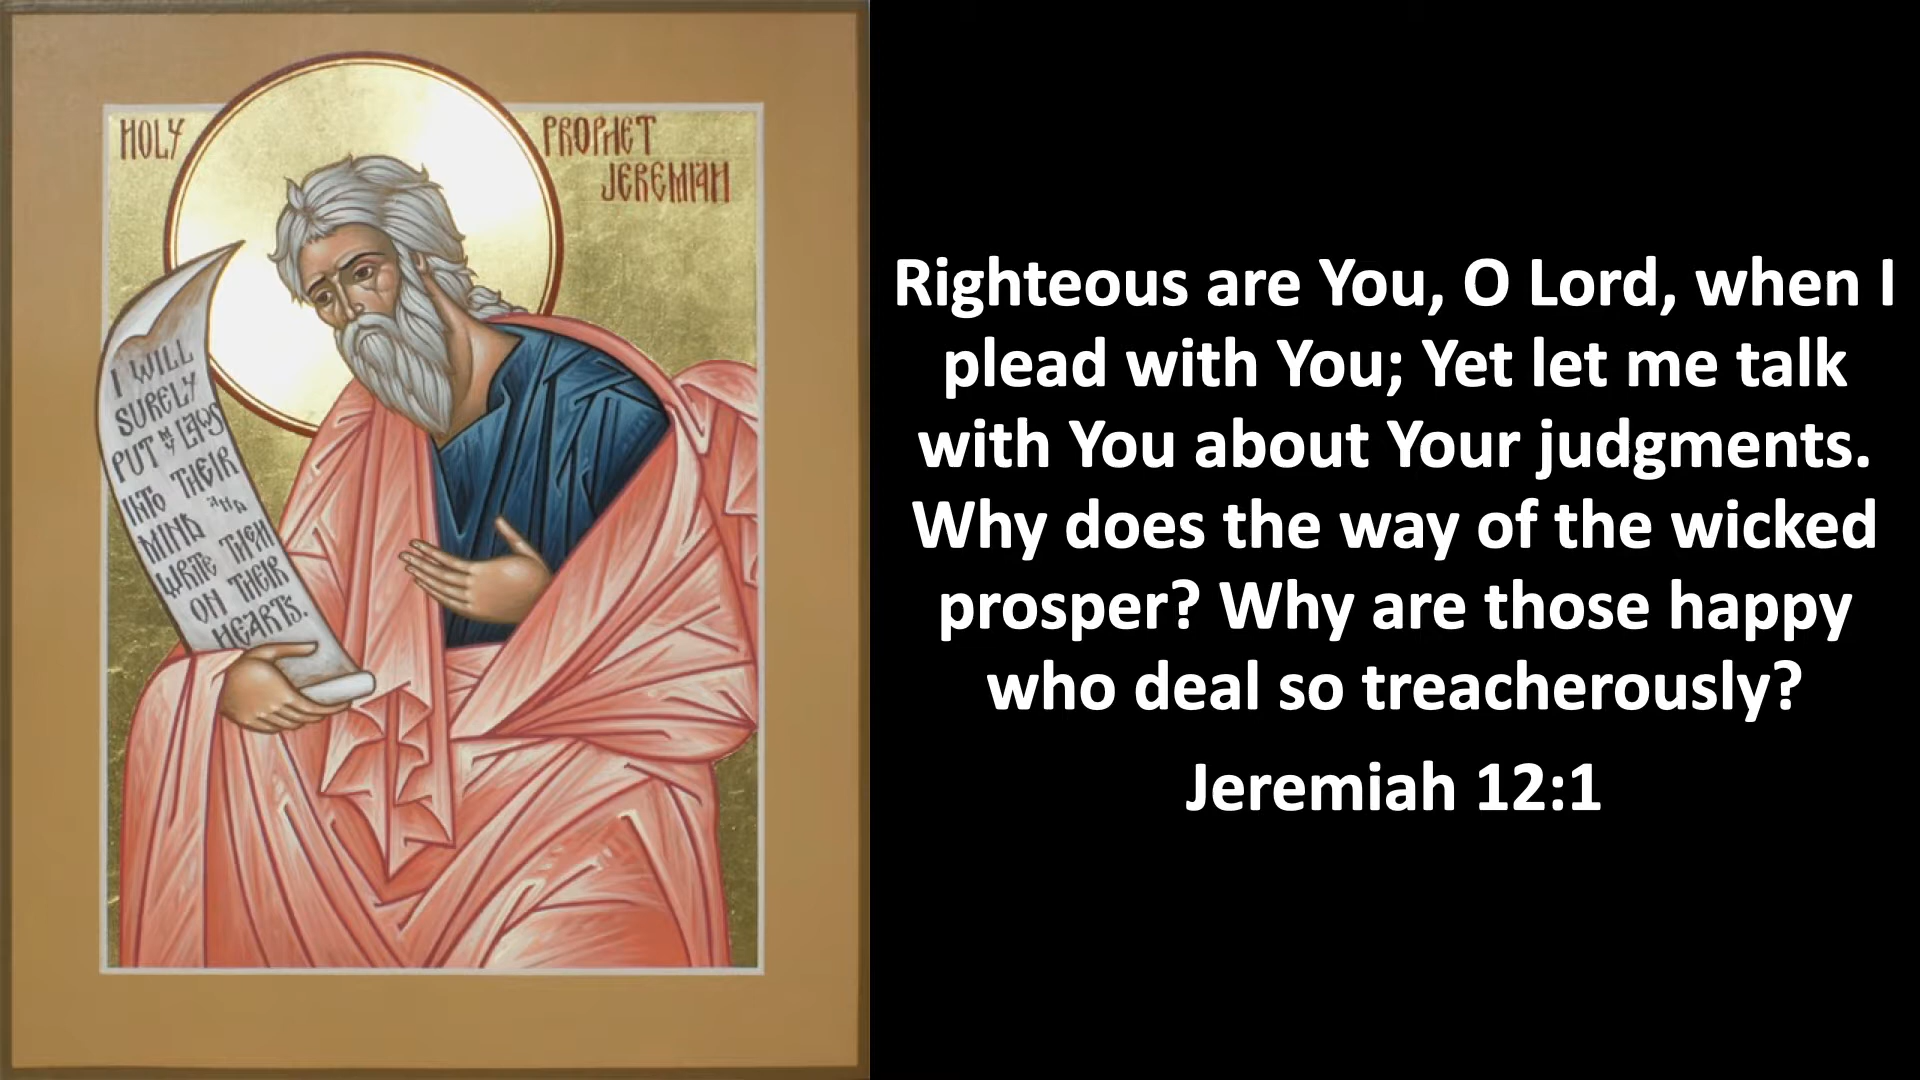 HOLY
PROPHET
JEREMIAH
I WILL
SURELY
PUT MY LAWS
INTO THEIR
MIND AND
WRITE THEM
ON THEIR
HEARTS.
Righteous are You, O Lord, when I
plead with You; Yet let me talk
with You about Your judgments.
Why does the way of the wicked
prosper? Why are those happy
who deal so treacherously?
Jeremiah 12:1